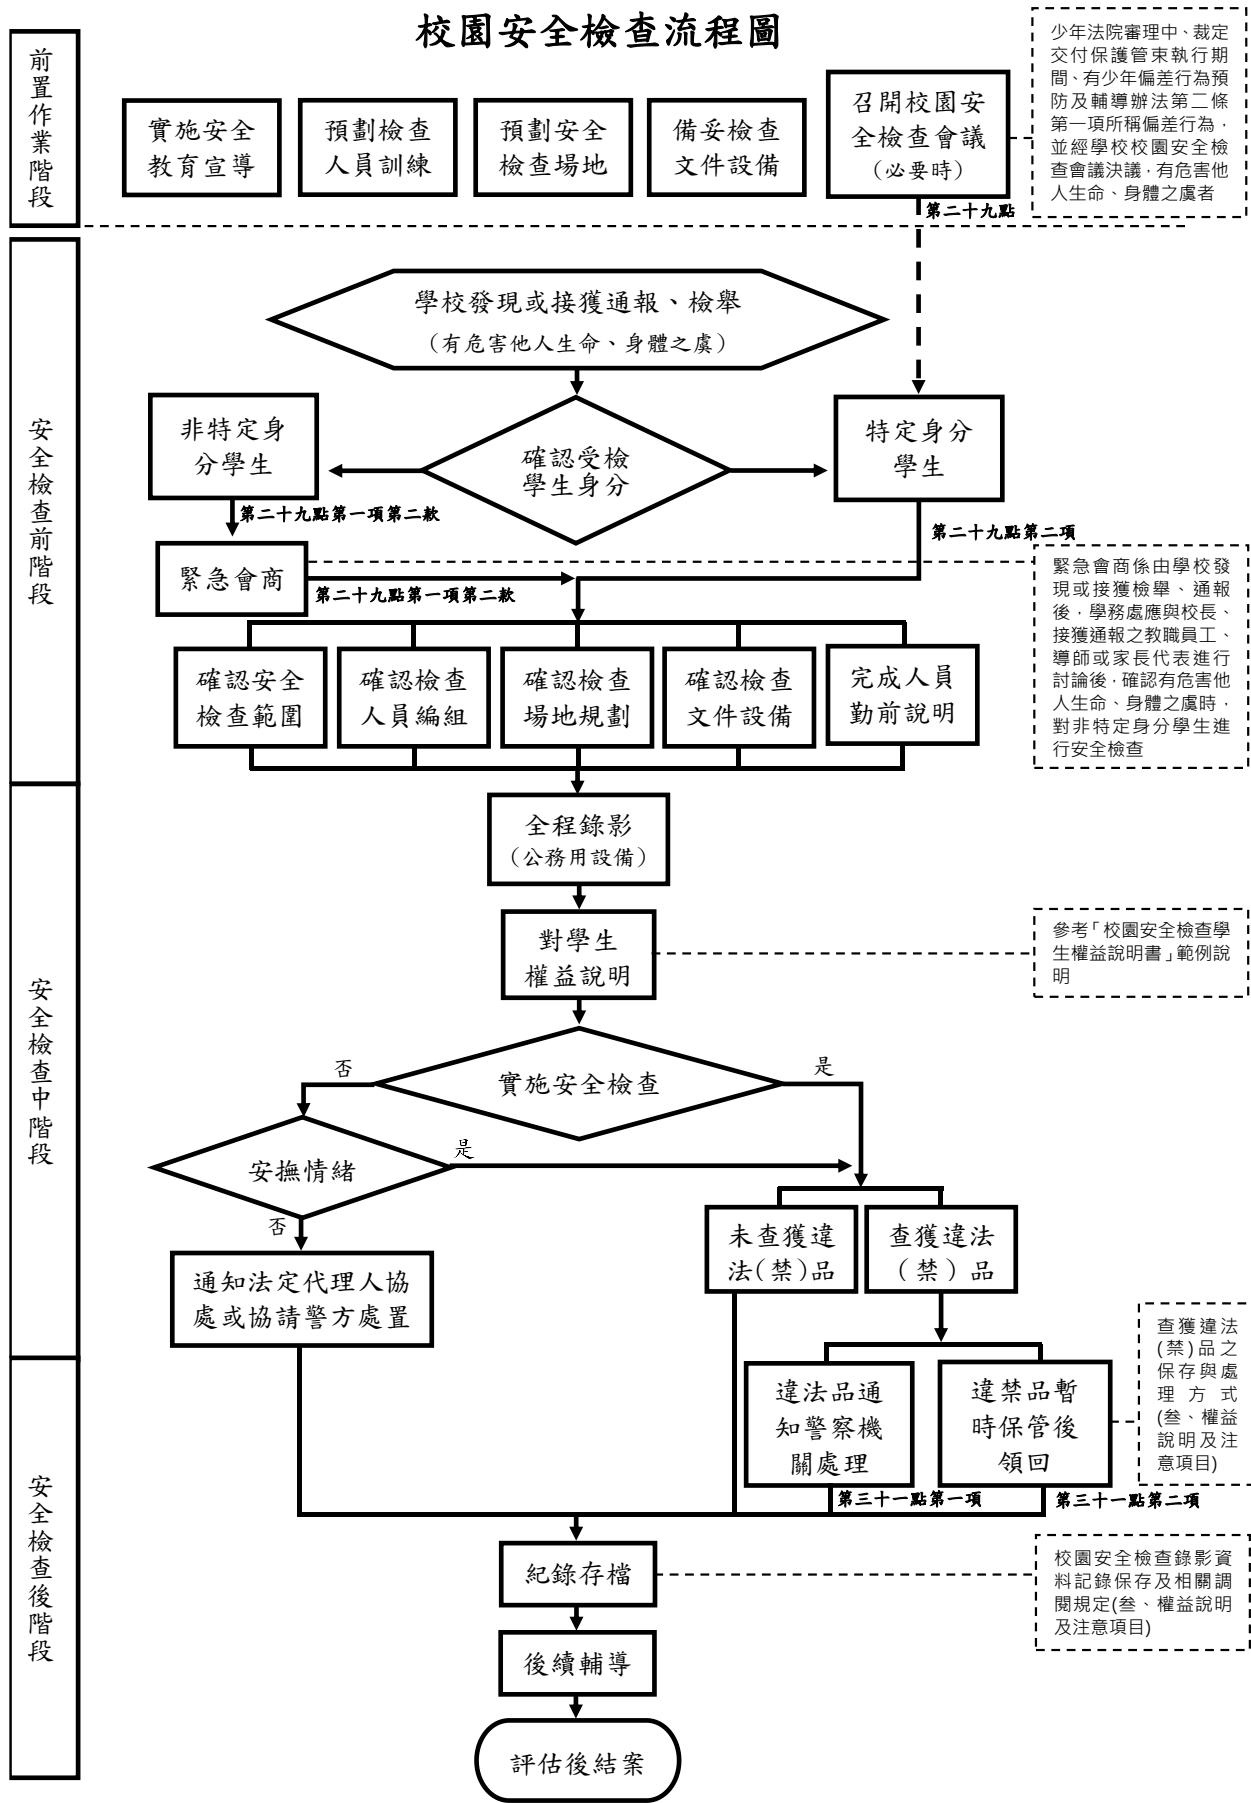 校園安全檢查流程圖
前置作業階段
實施安全
教育宣導
預劃檢查
人員訓練
預劃安全
檢查場地
備妥檢查
文件設備
召開校園安
全檢查會議
（必要時）
第二十九點
少年法院審理中、裁定
交付保護管束執行期
間、有少年偏差行為預
防及輔導辦法第二條
第一項所稱偏差行為，
並經學校校園安全檢
查會議決議，有危害他
人生命、身體之虞者
安全檢查前階段
學校發現或接獲通報、檢舉
（有危害他人生命、身體之虞）
非特定身
分學生
確認受檢
學生身分
特定身分
學生
第二十九點第一項第二款
第二十九點第二項
緊急會商
第二十九點第一項第二款
緊急會商係由學校發
現或接獲檢舉、通報
後，學務處應與校長、
接獲通報之教職員工、
導師或家長代表進行
討論後，確認有危害他
人生命、身體之虞時，
對非特定身分學生進
行安全檢查
確認安全
檢查範圍
確認檢查
人員編組
確認檢查
場地規劃
確認檢查
文件設備
完成人員
勤前說明
安全檢查中階段
全程錄影
（公務用設備）
對學生
權益說明
參考「校園安全檢查學
生權益說明書」範例說
明
實施安全檢查
否
是
安撫情緒
是
否
未查獲違
法(禁)品
查獲違法
（禁）品
通知法定代理人協
處或協請警方處置
查獲違法
(禁)品之
保存與處
理方式
(叁、權益
說明及注
意項目)
安全檢查後階段
違法品通
知警察機
關處理
違禁品暫
時保管後
領回
第三十一點第一項
第三十一點第二項
紀錄存檔
校園安全檢查錄影資
料記錄保存及相關調
閱規定(叁、權益說明
及注意項目)
後續輔導
評估後結案